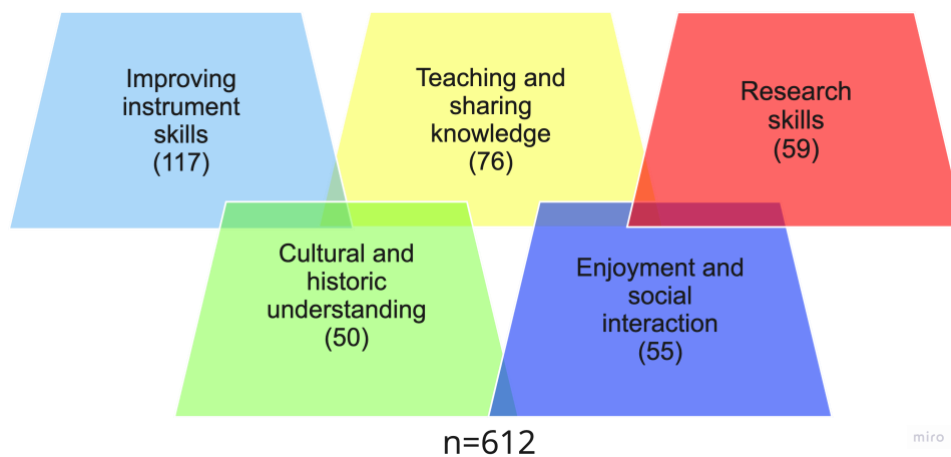 Improving
instrument
skills
(117)
Teaching and
sharing
knowledge
(76)
Research
skills
(59)
Cultural and
historic
understanding
(50)
Enjoyment and
social
interaction
(55)
n=612
miro